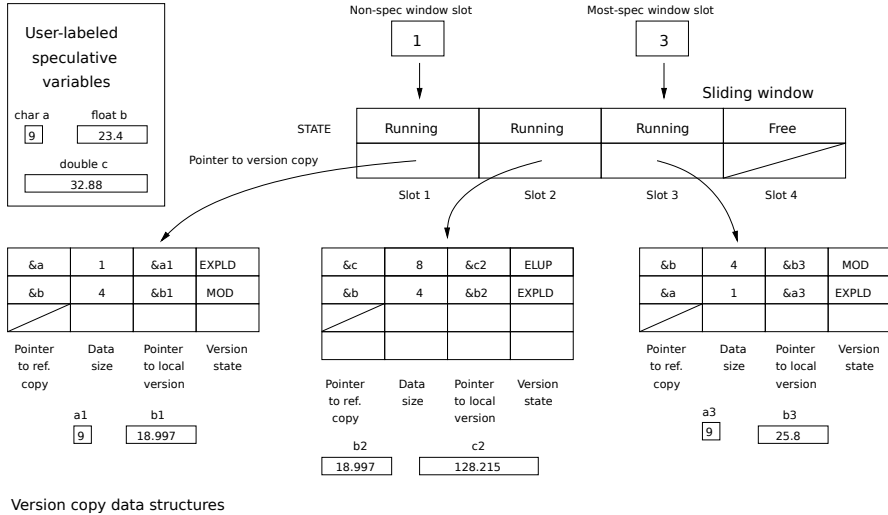 User-labeled
speculative
variables
char a
float b
9
23.4
double c
32.88
Non-spec window slot
Most-spec window slot
1
3
Sliding window
STATE
Running
Running
Running
Free
Pointer to version copy
Slot 1
Slot 2
Slot 3
Slot 4
&a 1 &a1 EXPLD
&b 4 &b1 MOD
Pointer to ref. copy
Data size
Pointer to local version
Version state
a1
b1
9
18.997
&c 8 &c2 ELUP
&b 4 &b2 EXPLD
Pointer to ref. copy
Data size
Pointer to local version
Version state
b2
c2
18.997
128.215
&b 4 &b3 MOD
&a 1 &a3 EXPLD
Pointer to ref. copy
Data size
Pointer to local version
Version state
a3
b3
9
25.8
Version copy data structures